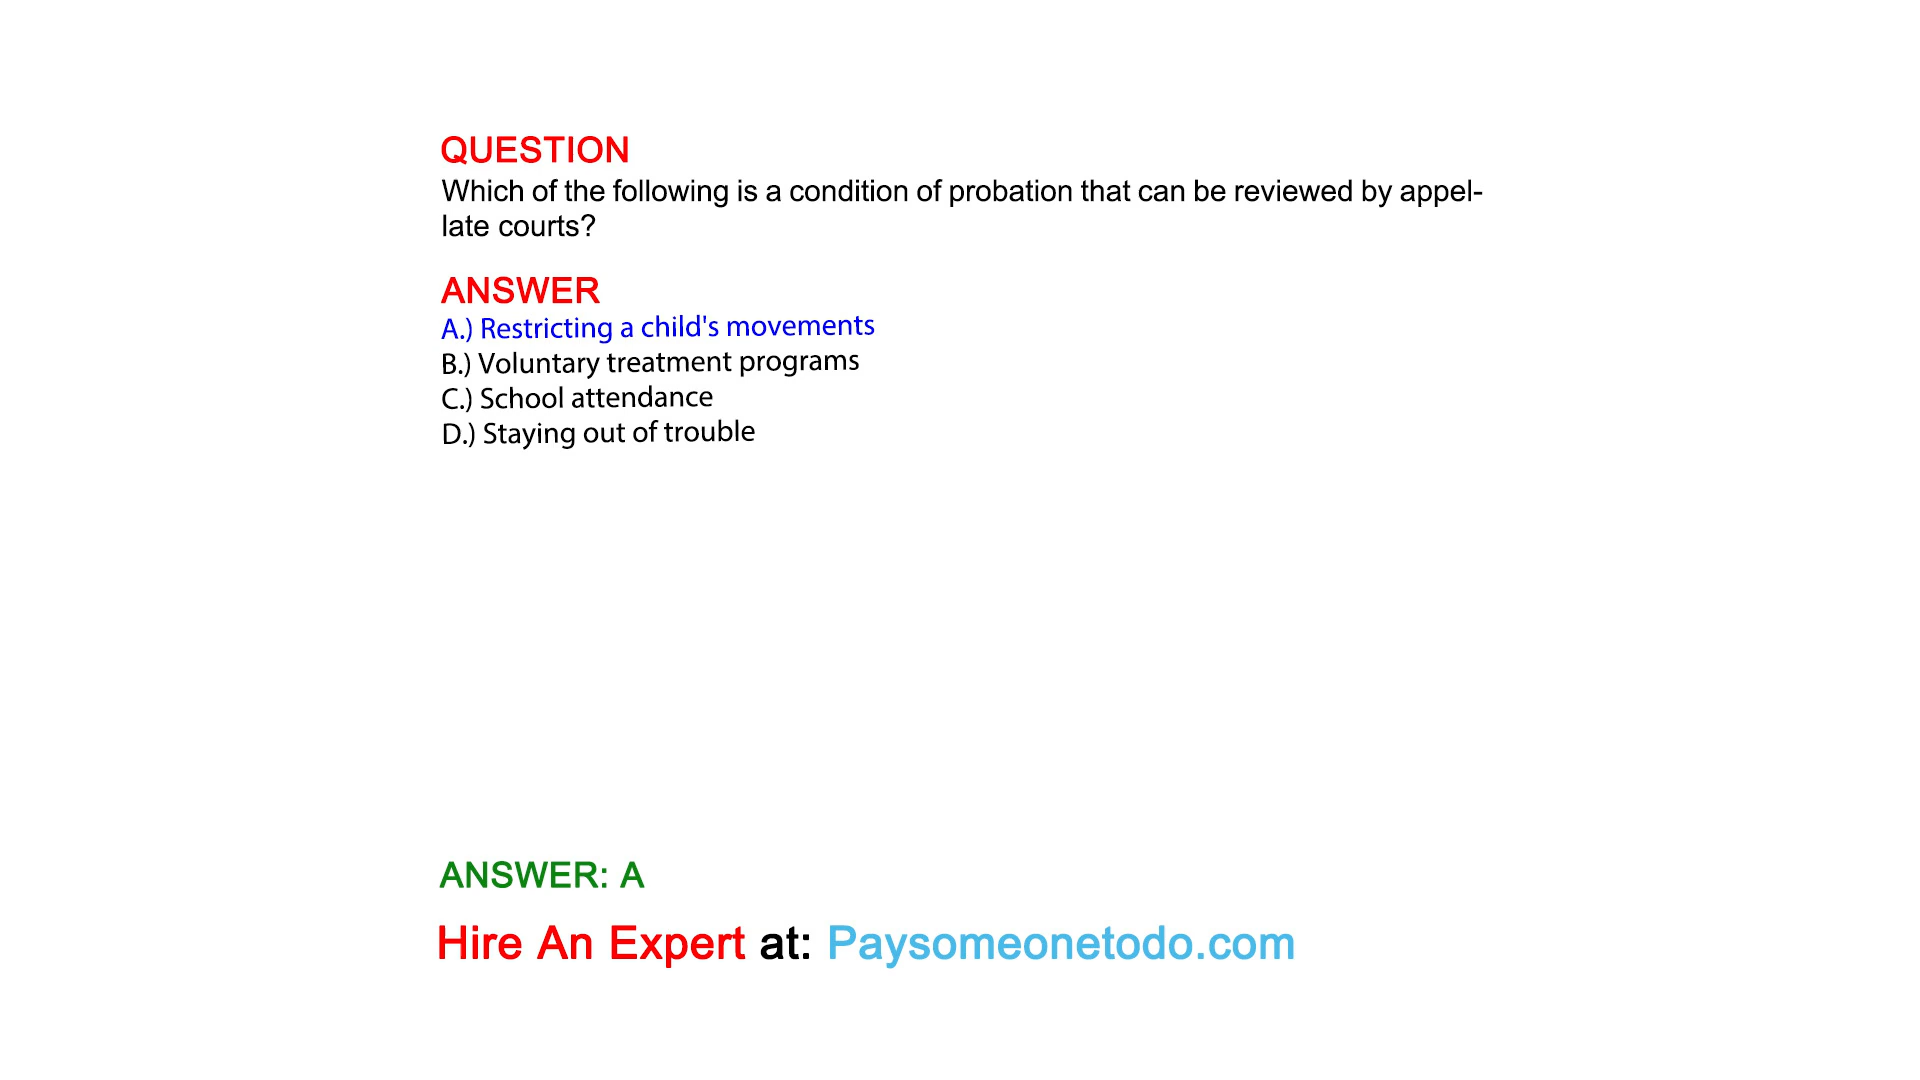 QUESTION
Which of the following is a condition of probation that can be reviewed by appel-
late courts?
ANSWER
A.) Restricting a child's movements
B.) Voluntary treatment programs
C.) School attendance
D.) Staying out of trouble
ANSWER: A
Hire An Expert at: Paysomeonetodo.com